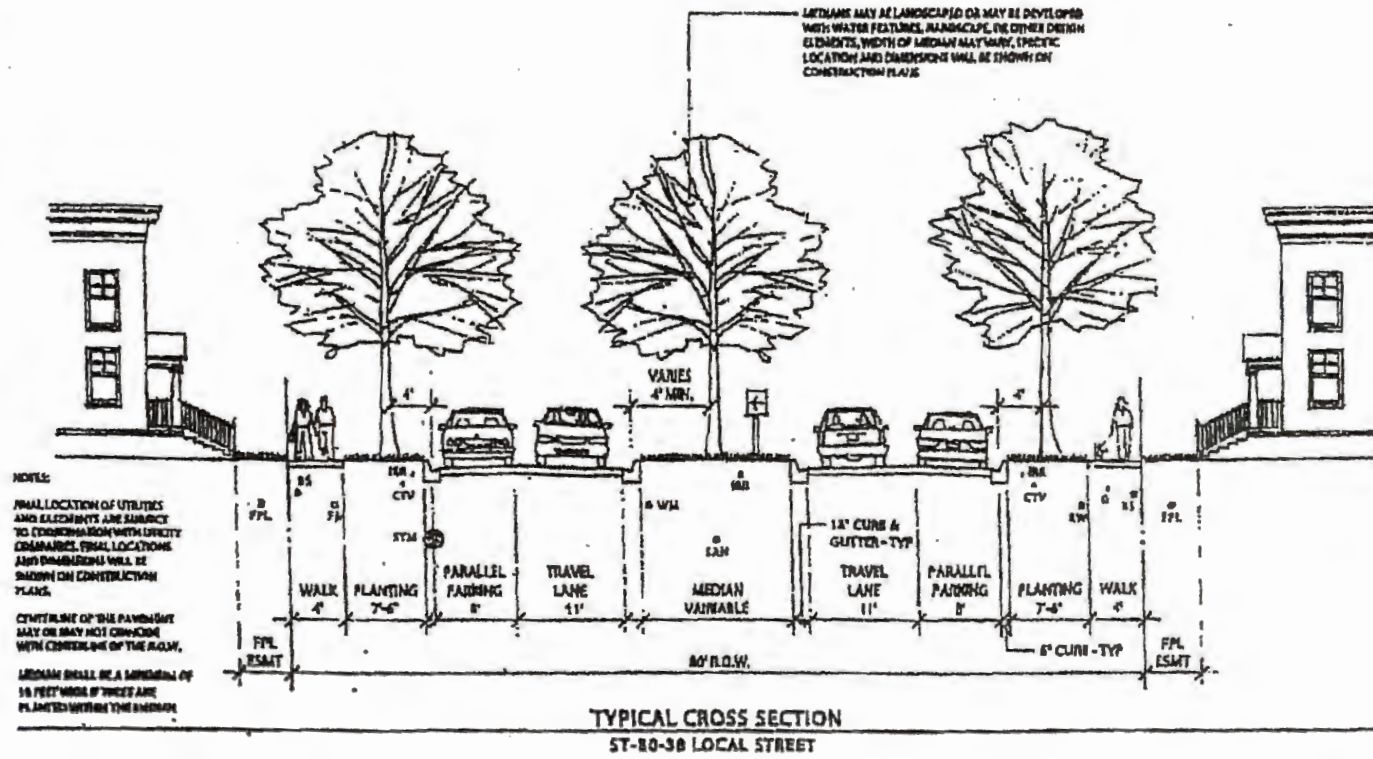 MEDIANS MAY BE LANDSCAPED OR MAY BE DEVELOPED
WITH WATER FEATURES, HARDSCAPE, OR OTHER DESIGN
ELEMENTS, WIDTH OF MEDIAN MAY VARY, SPECIFIC
LOCATION AND DIMENSIONS WILL BE SHOWN ON
CONSTRUCTION PLANS
VARIES
4' MIN.
4'
4'
NOTES:
FINAL LOCATION OF UTILITIES
AND EASEMENTS ARE SUBJECT
TO COORDINATION WITH UTILITY
COMPANIES. FINAL LOCATIONS
AND DIMENSIONS WILL BE
SHOWN ON CONSTRUCTION
PLANS.
CENTERLINE OF THE PAVEMENT
MAY OR MAY NOT COINCIDE
WITH CENTERLINE OF THE R.O.W.
MEDIAN SHALL BE A MINIMUM OF
FEET WIDE IF TREES ARE
PLANTED WITHIN THE MEDIAN
FPL
CTV
STM
WM
SAN
CTV
FPL
12" CURB &
GUTTER - TYP
WALK
4'
PLANTING
7'-6"
PARALLEL
PARKING
8'
TRAVEL
LANE
11'
MEDIAN
VARIABLE
TRAVEL
LANE
11'
PARALLEL
PARKING
8'
PLANTING
7'-6"
WALK
4'
6" CURB - TYP
FPL
ESMT
80' R.O.W.
FPL
ESMT
TYPICAL CROSS SECTION
ST-80-38 LOCAL STREET